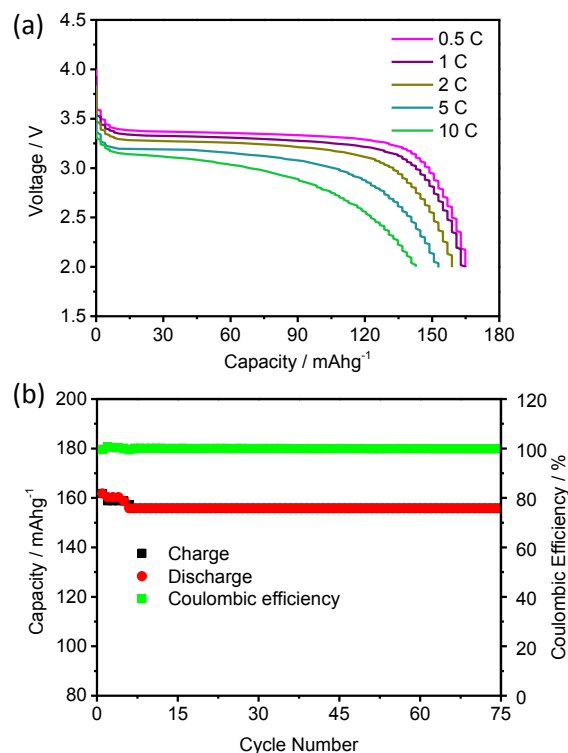 (a)
0.5 C
1 C
2 C
5 C
10 C
4.5
4.0
3.5
3.0
2.5
2.0
1.5
Voltage / V
0 30 60 90 120 150 180
Capacity / mAhg⁻¹
(b)
200
180
160
140
120
100
80
Capacity / mAhg⁻¹
Charge
Discharge
Coulombic efficiency
120
100
80
60
40
20
0
Coulombic Efficiency / %
0 15 30 45 60 75
Cycle Number